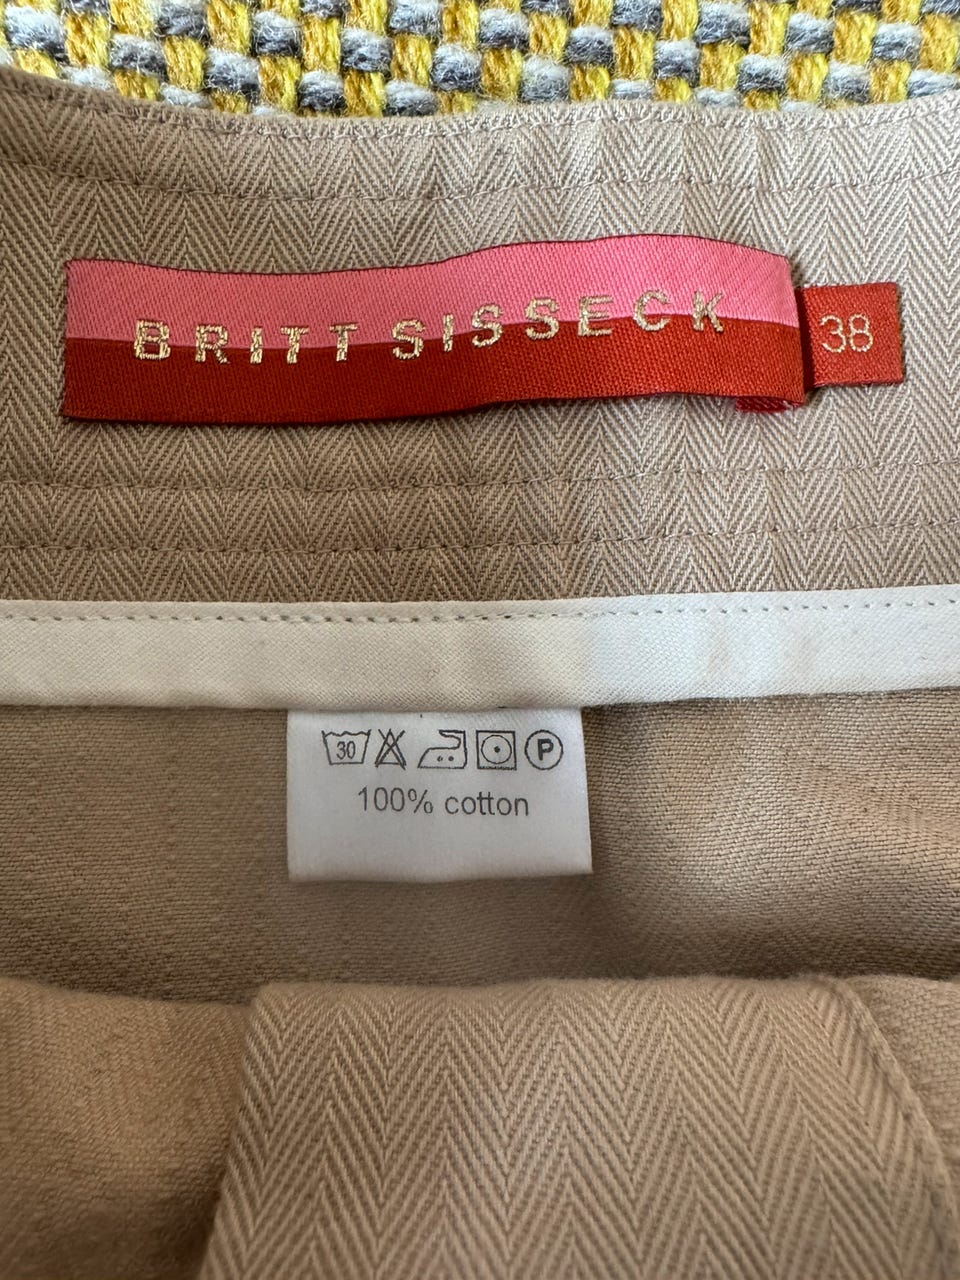 BRITT SISSECK
38
30 P
100% cotton